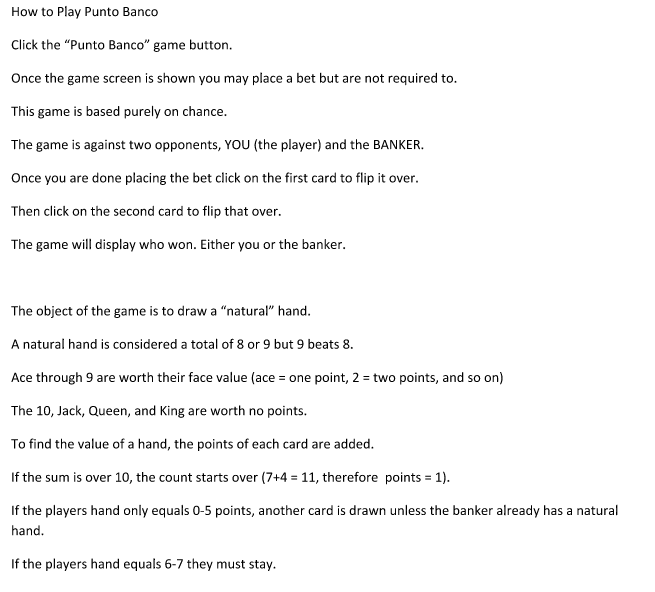 How to Play Punto Banco
Click the “Punto Banco” game button.
Once the game screen is shown you may place a bet but are not required to.
This game is based purely on chance.
The game is against two opponents, YOU (the player) and the BANKER.
Once you are done placing the bet click on the first card to flip it over.
Then click on the second card to flip that over.
The game will display who won. Either you or the banker.
The object of the game is to draw a “natural” hand.
A natural hand is considered a total of 8 or 9 but 9 beats 8.
Ace through 9 are worth their face value (ace = one point, 2 = two points, and so on)
The 10, Jack, Queen, and King are worth no points.
To find the value of a hand, the points of each card are added.
If the sum is over 10, the count starts over (7+4 = 11, therefore  points = 1).
If the players hand only equals 0-5 points, another card is drawn unless the banker already has a natural
hand.
If the players hand equals 6-7 they must stay.